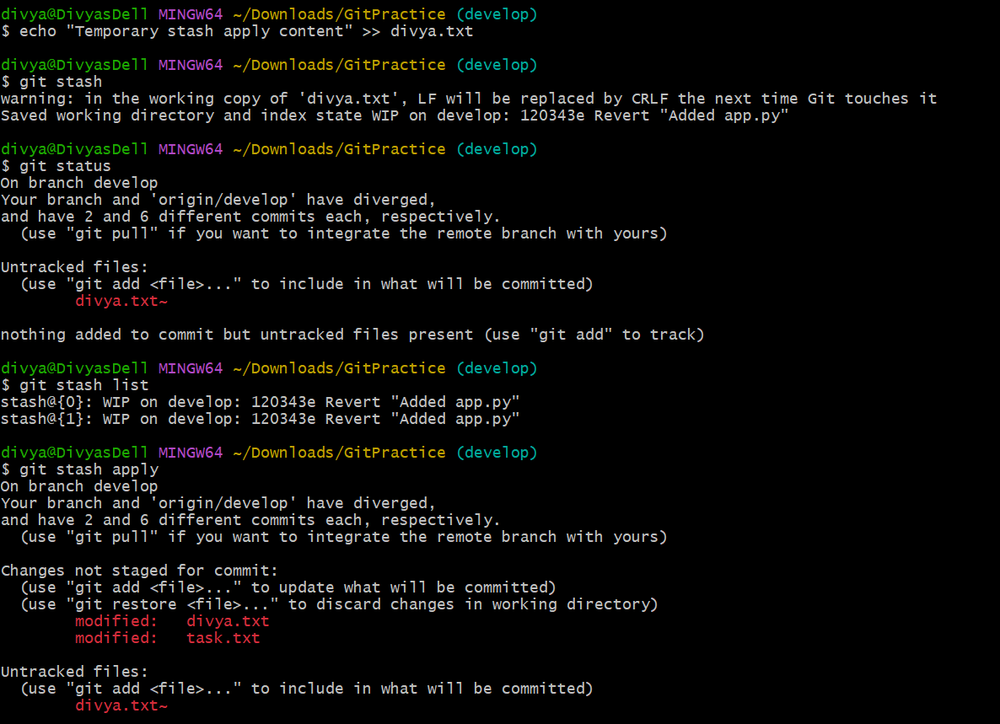 divya@DivyasDell MINGW64 ~/Downloads/GitPractice (develop)
$ echo "Temporary stash apply content" >> divya.txt

divya@DivyasDell MINGW64 ~/Downloads/GitPractice (develop)
$ git stash
warning: in the working copy of 'divya.txt', LF will be replaced by CRLF the next time Git touches it
Saved working directory and index state WIP on develop: 120343e Revert "Added app.py"

divya@DivyasDell MINGW64 ~/Downloads/GitPractice (develop)
$ git status
On branch develop
Your branch and 'origin/develop' have diverged,
and have 2 and 6 different commits each, respectively.
  (use "git pull" if you want to integrate the remote branch with yours)

Untracked files:
  (use "git add <file>..." to include in what will be committed)
        divya.txt~

nothing added to commit but untracked files present (use "git add" to track)

divya@DivyasDell MINGW64 ~/Downloads/GitPractice (develop)
$ git stash list
stash@{0}: WIP on develop: 120343e Revert "Added app.py"
stash@{1}: WIP on develop: 120343e Revert "Added app.py"

divya@DivyasDell MINGW64 ~/Downloads/GitPractice (develop)
$ git stash apply
On branch develop
Your branch and 'origin/develop' have diverged,
and have 2 and 6 different commits each, respectively.
  (use "git pull" if you want to integrate the remote branch with yours)

Changes not staged for commit:
  (use "git add <file>..." to update what will be committed)
  (use "git restore <file>..." to discard changes in working directory)
        modified:   divya.txt
        modified:   task.txt

Untracked files:
  (use "git add <file>..." to include in what will be committed)
        divya.txt~